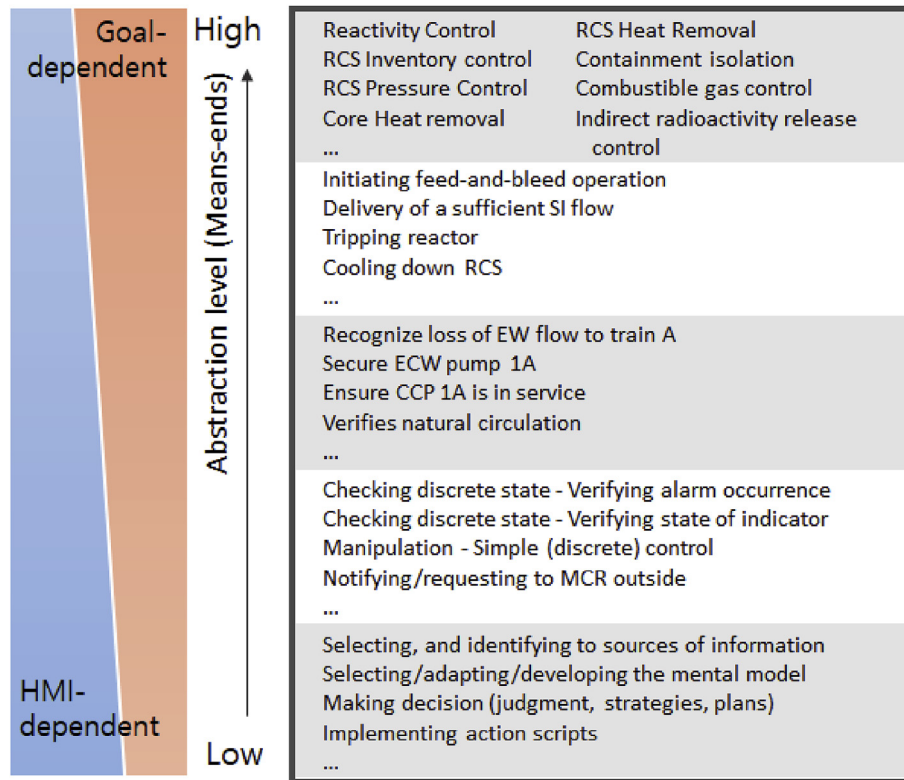 Goal-
dependent
High
Abstraction level (Means-ends)
HMI-
dependent
Low
Reactivity Control
RCS Inventory control
RCS Pressure Control
Core Heat removal
...
RCS Heat Removal
Containment isolation
Combustible gas control
Indirect radioactivity release
control
Initiating feed-and-bleed operation
Delivery of a sufficient SI flow
Tripping reactor
Cooling down RCS
...
Recognize loss of EW flow to train A
Secure ECW pump 1A
Ensure CCP 1A is in service
Verifies natural circulation
...
Checking discrete state - Verifying alarm occurrence
Checking discrete state - Verifying state of indicator
Manipulation - Simple (discrete) control
Notifying/requesting to MCR outside
...
Selecting, and identifying to sources of information
Selecting/adapting/developing the mental model
Making decision (judgment, strategies, plans)
Implementing action scripts
...